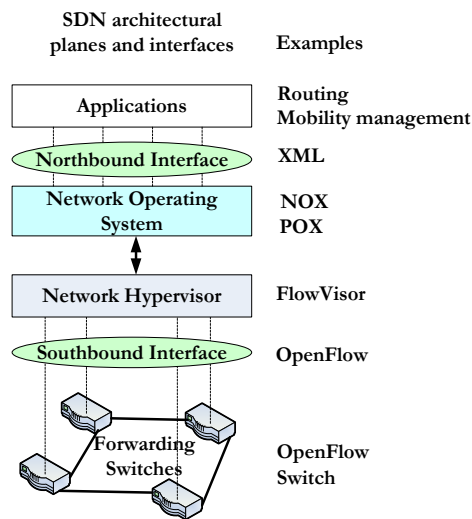 SDN architectural
planes and interfaces
Examples
Applications
Routing
Mobility management
Northbound Interface
XML
Network Operating
System
NOX
POX
Network Hypervisor
FlowVisor
Southbound Interface
OpenFlow
Forwarding
Switches
OpenFlow
Switch